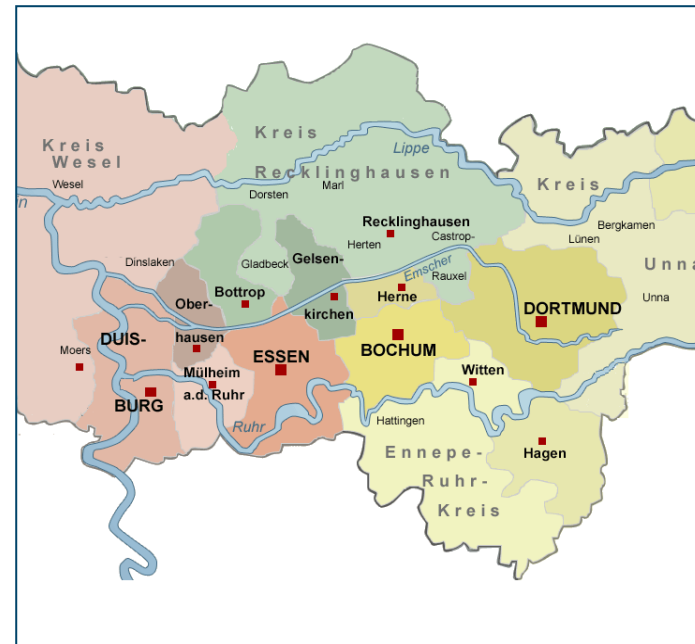 Kreis
Wesel
Wesel
in
Kreis
Recklinghausen
Lippe
Dorsten
Marl
Kreis
Bergkamen
Lünen
Unna
Unna
Recklinghausen
Herten
Castrop-
Rauxel
Dinslaken
Gladbeck
Gelsen-
kirchen
Emscher
Bottrop
Ober-
hausen
Herne
DORTMUND
DUIS-
BURG
Moers
Mülheim
a.d. Ruhr
ESSEN
BOCHUM
Witten
Ruhr
Hattingen
Ennepe-
Ruhr-
Kreis
Hagen